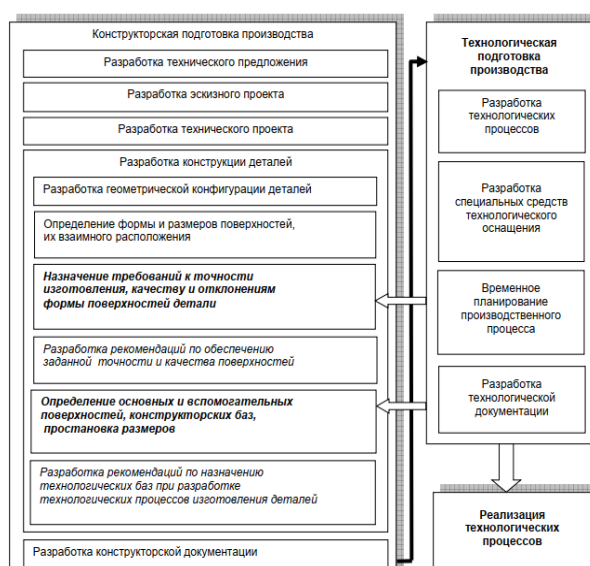 Конструкторская подготовка производства
Разработка технического предложения
Разработка эскизного проекта
Разработка технического проекта
Разработка конструкции деталей
Разработка геометрической конфигурации деталей
Определение формы и размеров поверхностей,
их взаимного расположения
Назначение требований к точности
изготовления, качеству и отклонениям
формы поверхностей детали
Разработка рекомендаций по обеспечению
заданной точности и качества поверхностей
Определение основных и вспомогательных
поверхностей, конструкторских баз,
простановка размеров
Разработка рекомендаций по назначению
технологических баз при разработке
технологических процессов изготовления деталей
Разработка конструкторской документации
Технологическая
подготовка
производства
Разработка
технологических
процессов
Разработка
специальных средств
технологического
оснащения
Временное
планирование
производственного
процесса
Разработка
технологической
документации
Реализация
технологических
процессов